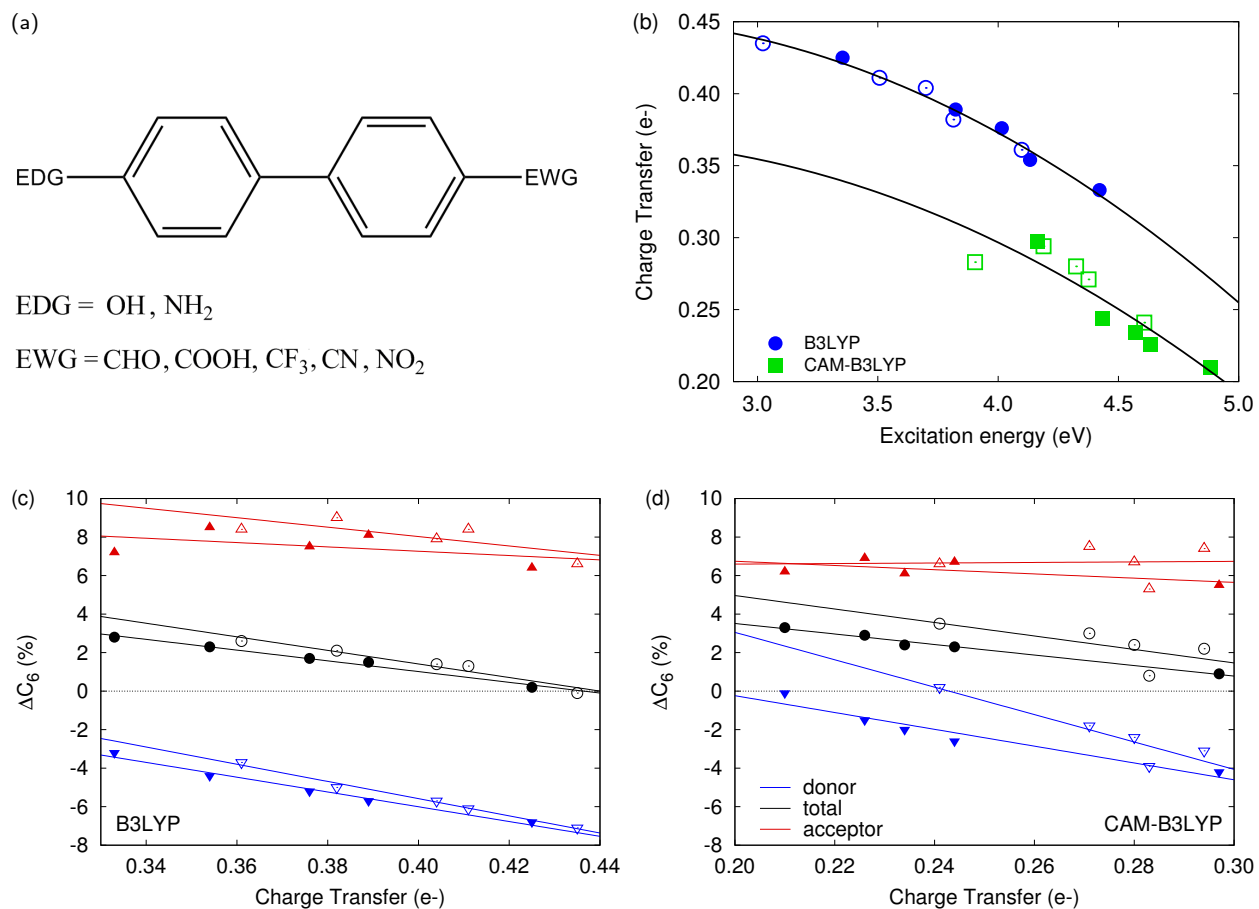 (a)
EDG
EWG
EDG = OH, NH2
EWG = CHO, COOH, CF3, CN, NO2
(b)
Charge Transfer (e-)
0.45
0.40
0.35
0.30
0.25
0.20
B3LYP
CAM-B3LYP
3.0 3.5 4.0 4.5 5.0
Excitation energy (eV)
(c)
ΔC6 (%)
10
8
6
4
2
0
-2
-4
-6
-8
B3LYP
0.34 0.36 0.38 0.40 0.42 0.44
Charge Transfer (e-)
(d)
ΔC6 (%)
10
8
6
4
2
0
-2
-4
-6
-8
donor
total
acceptor
CAM-B3LYP
0.20 0.22 0.24 0.26 0.28 0.30
Charge Transfer (e-)